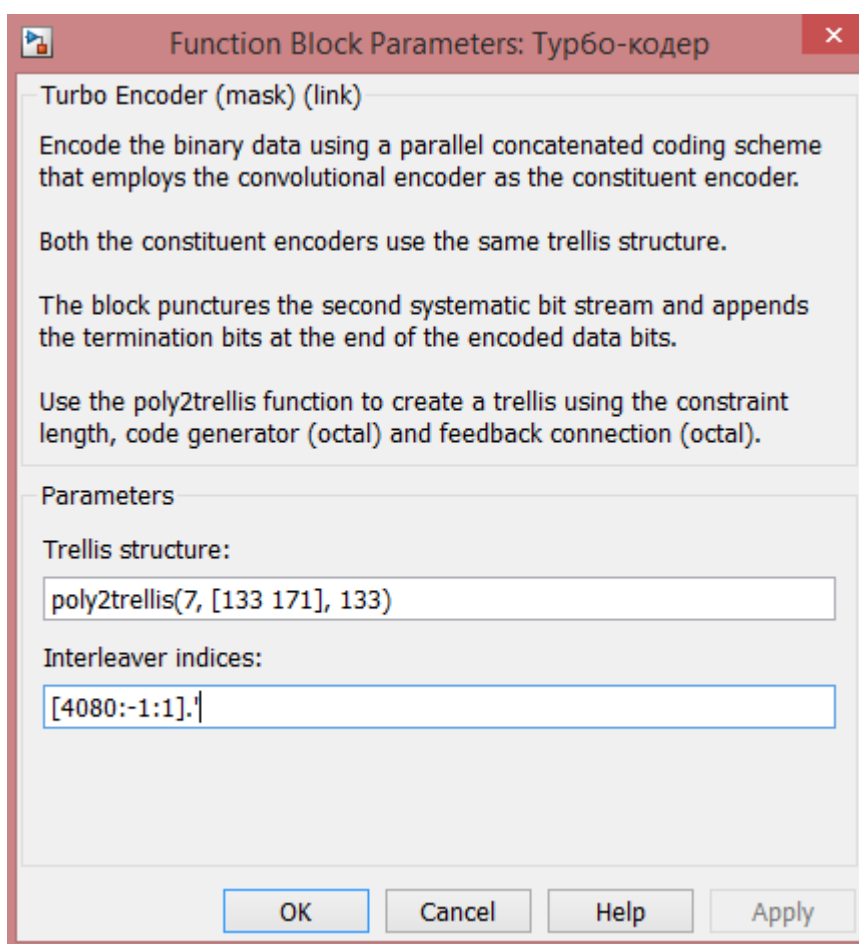 Function Block Parameters: Турбо-кодер
Turbo Encoder (mask) (link)
Encode the binary data using a parallel concatenated coding scheme
that employs the convolutional encoder as the constituent encoder.
Both the constituent encoders use the same trellis structure.
The block punctures the second systematic bit stream and appends
the termination bits at the end of the encoded data bits.
Use the poly2trellis function to create a trellis using the constraint
length, code generator (octal) and feedback connection (octal).
Parameters
Trellis structure:
poly2trellis(7, [133 171], 133)
Interleaver indices:
[4080:-1:1].'
OK Cancel Help Apply